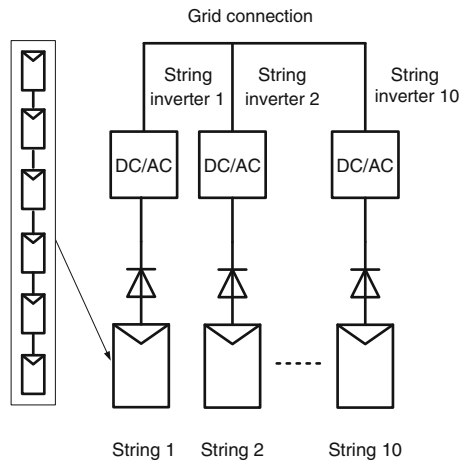 Grid connection
String
inverter 1
String
inverter 2
String
inverter 10
DC/AC
DC/AC
DC/AC
String 1
String 2
String 10